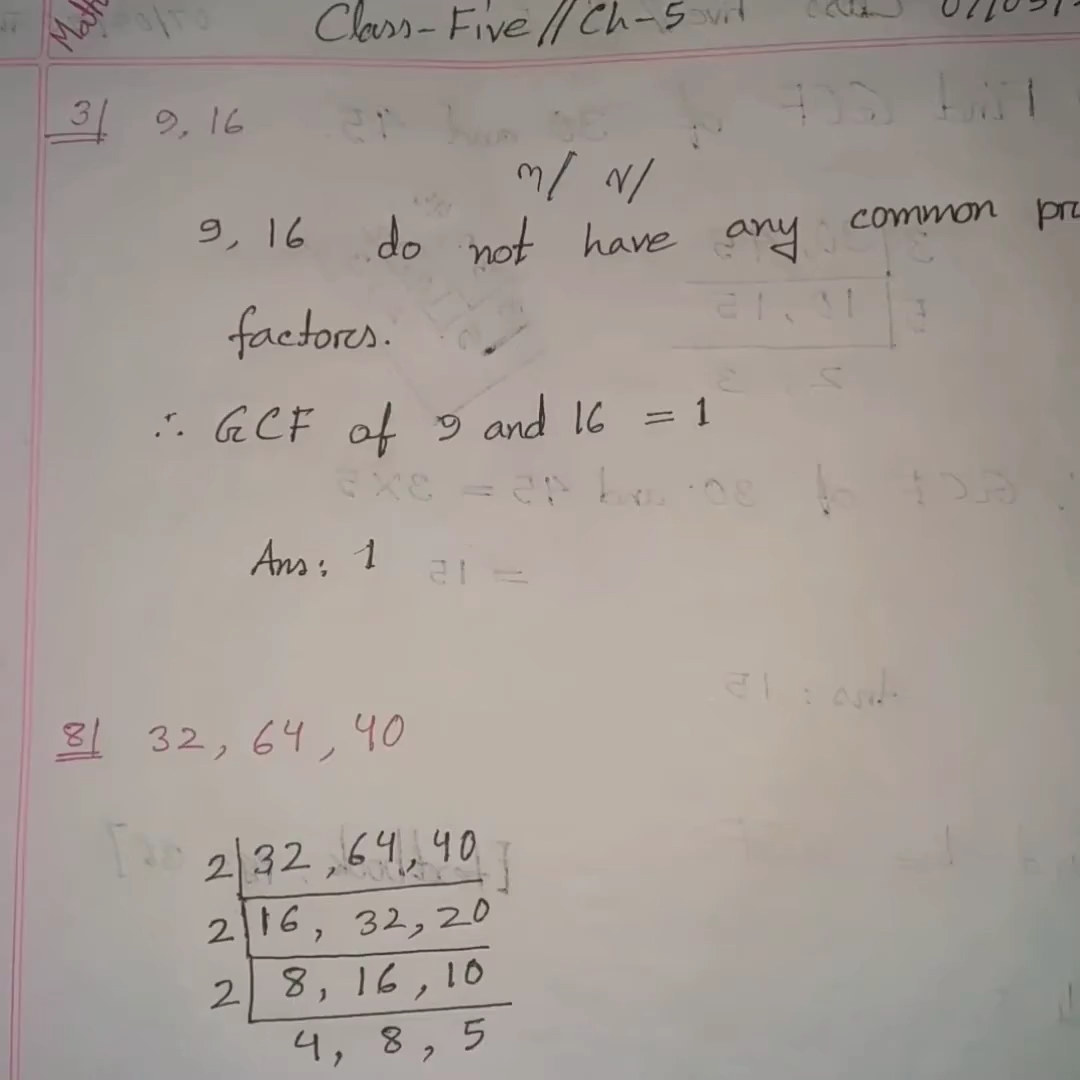 Math
Class-Five // Ch-5
3/ 9, 16
m/ v/
9, 16 do not have any common
factors.
∴ GCF of 9 and 16 = 1
Ans: 1
8/ 32, 64, 40
2 | 32, 64, 40
2 | 16, 32, 20
2 | 8, 16, 10
4, 8, 5